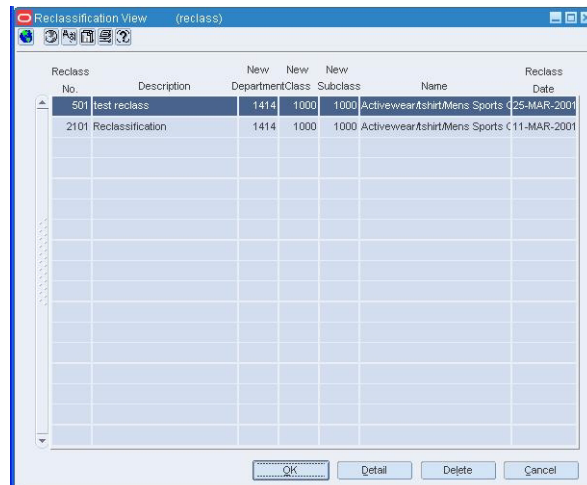 Reclassification View (reclass)
Reclass New New New Reclass
No. Description Department Class Subclass Name Date
501 test reclass 1414 1000 1000 Activewear/tshirt/Mens Sports 25-MAR-2001
2101 Reclassification 1414 1000 1000 Activewear/tshirt/Mens Sports 11-MAR-2001
OK Detail Delete Cancel